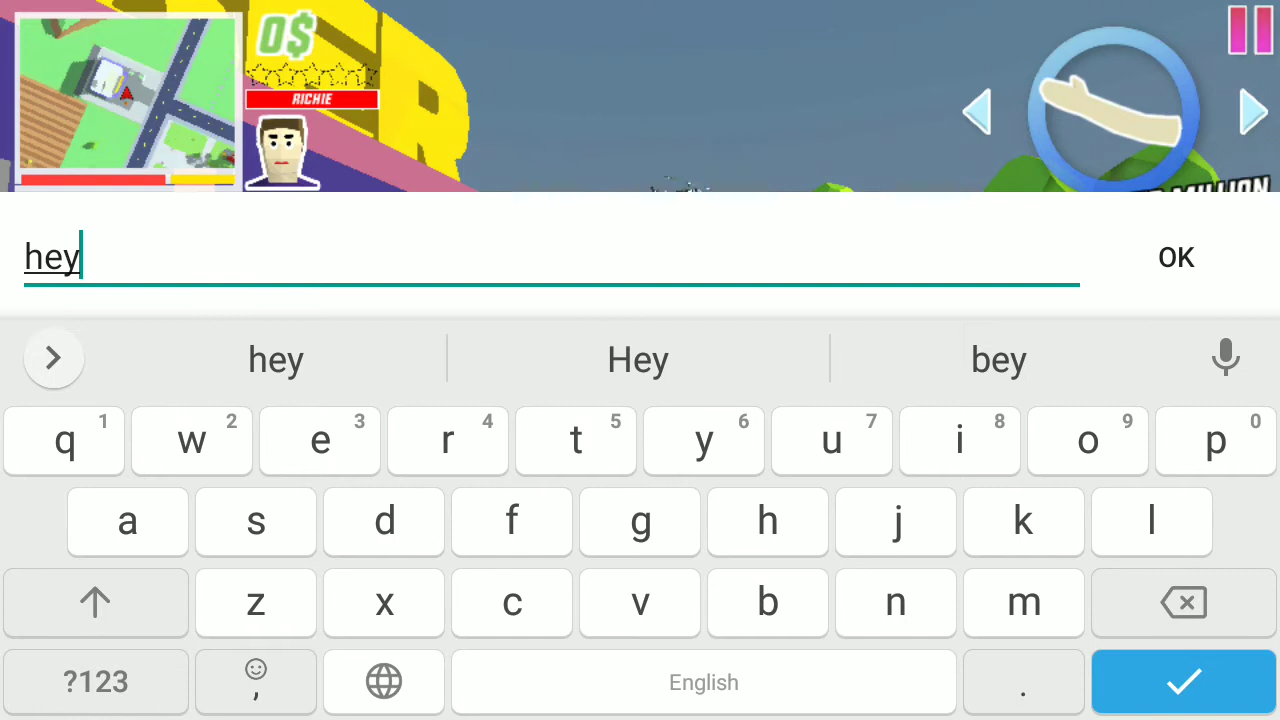 0$
RICHIE
MILLION
hey
OK
hey Hey bey
1 2 3 4 5 6 7 8 9 0
q w e r t y u i o p
a s d f g h j k l
z x c v b n m
?123 , English .